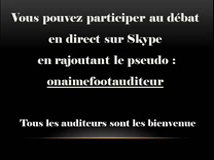 Vous pouvez participer au débat
en direct sur Skype
en rajoutant le pseudo :
onaimefootauditeur
Tous les auditeurs sont les bienvenue